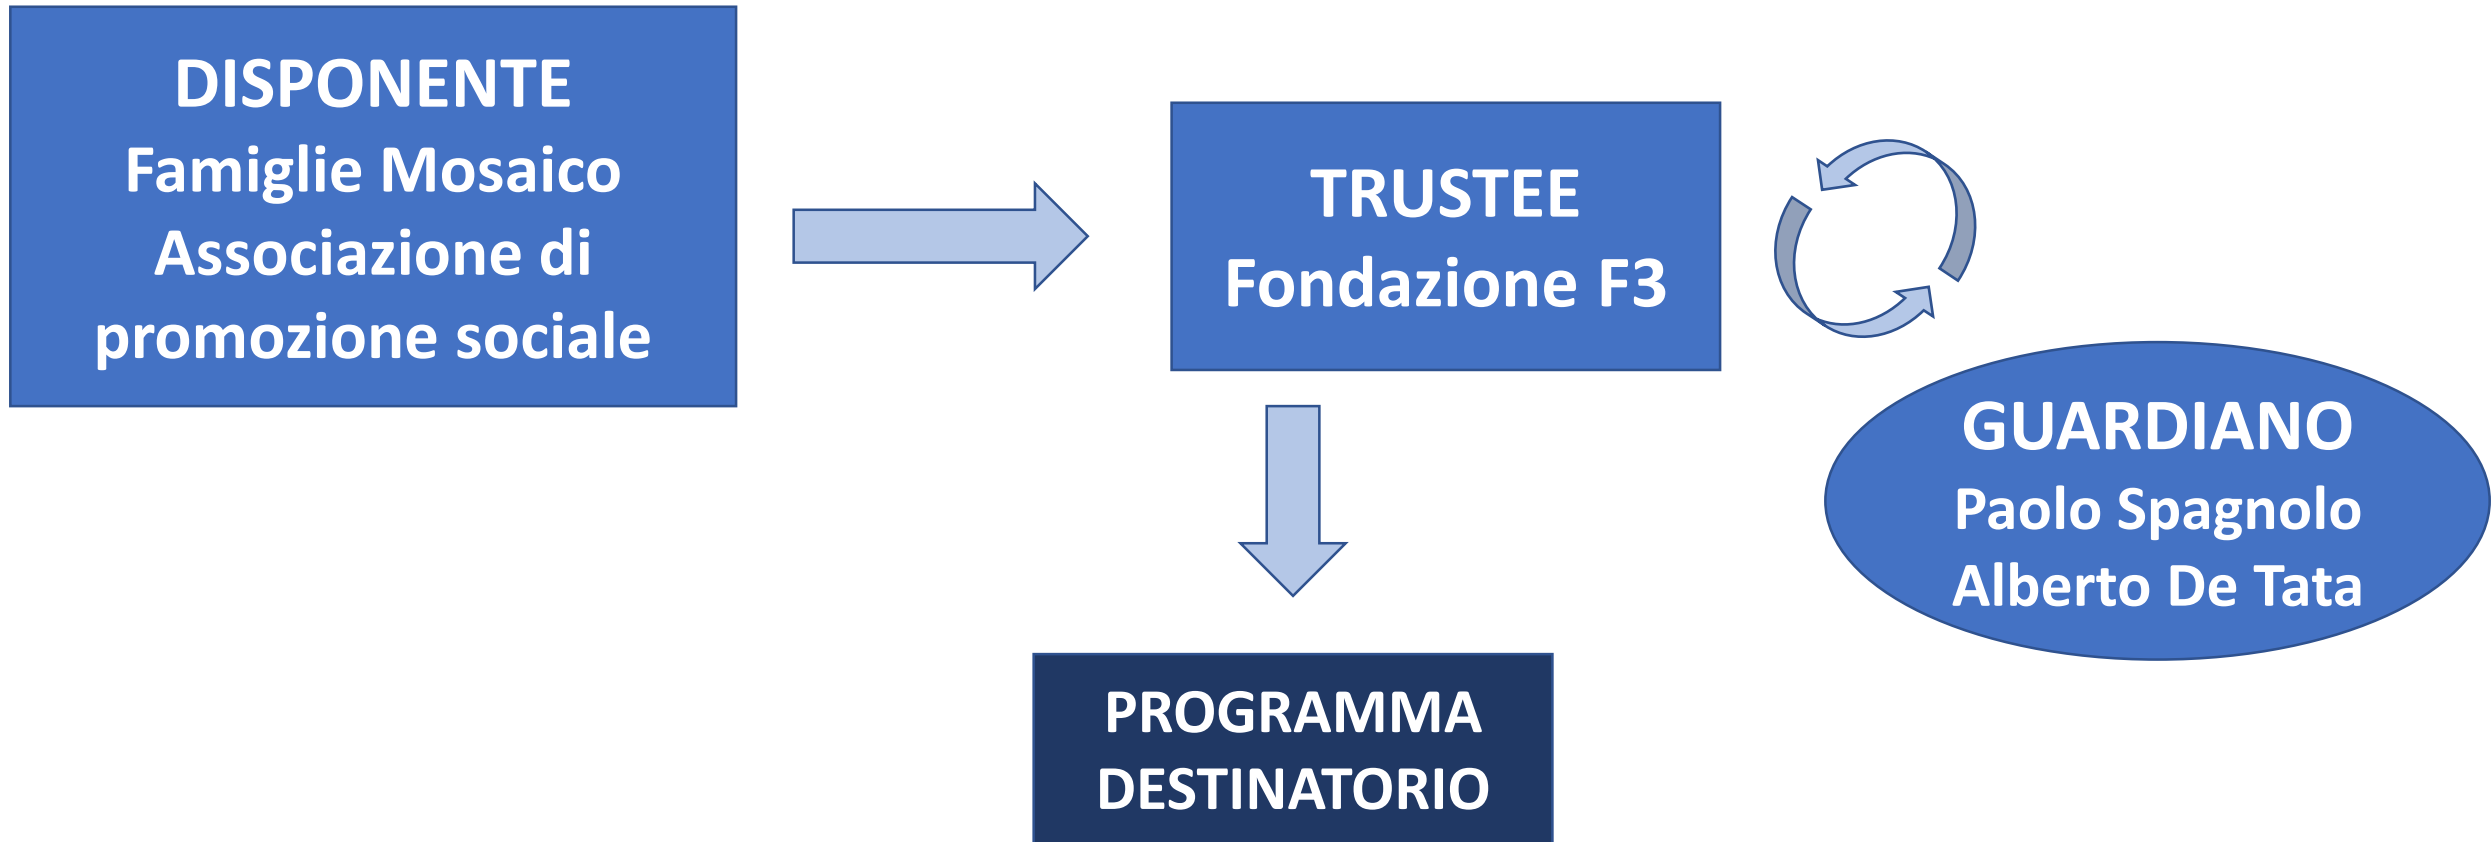 DISPONENTE
Famiglie Mosaico
Associazione di
promozione sociale
TRUSTEE
Fondazione F3
GUARDIANO
Paolo Spagnolo
Alberto De Tata
PROGRAMMA
DESTINATORIO